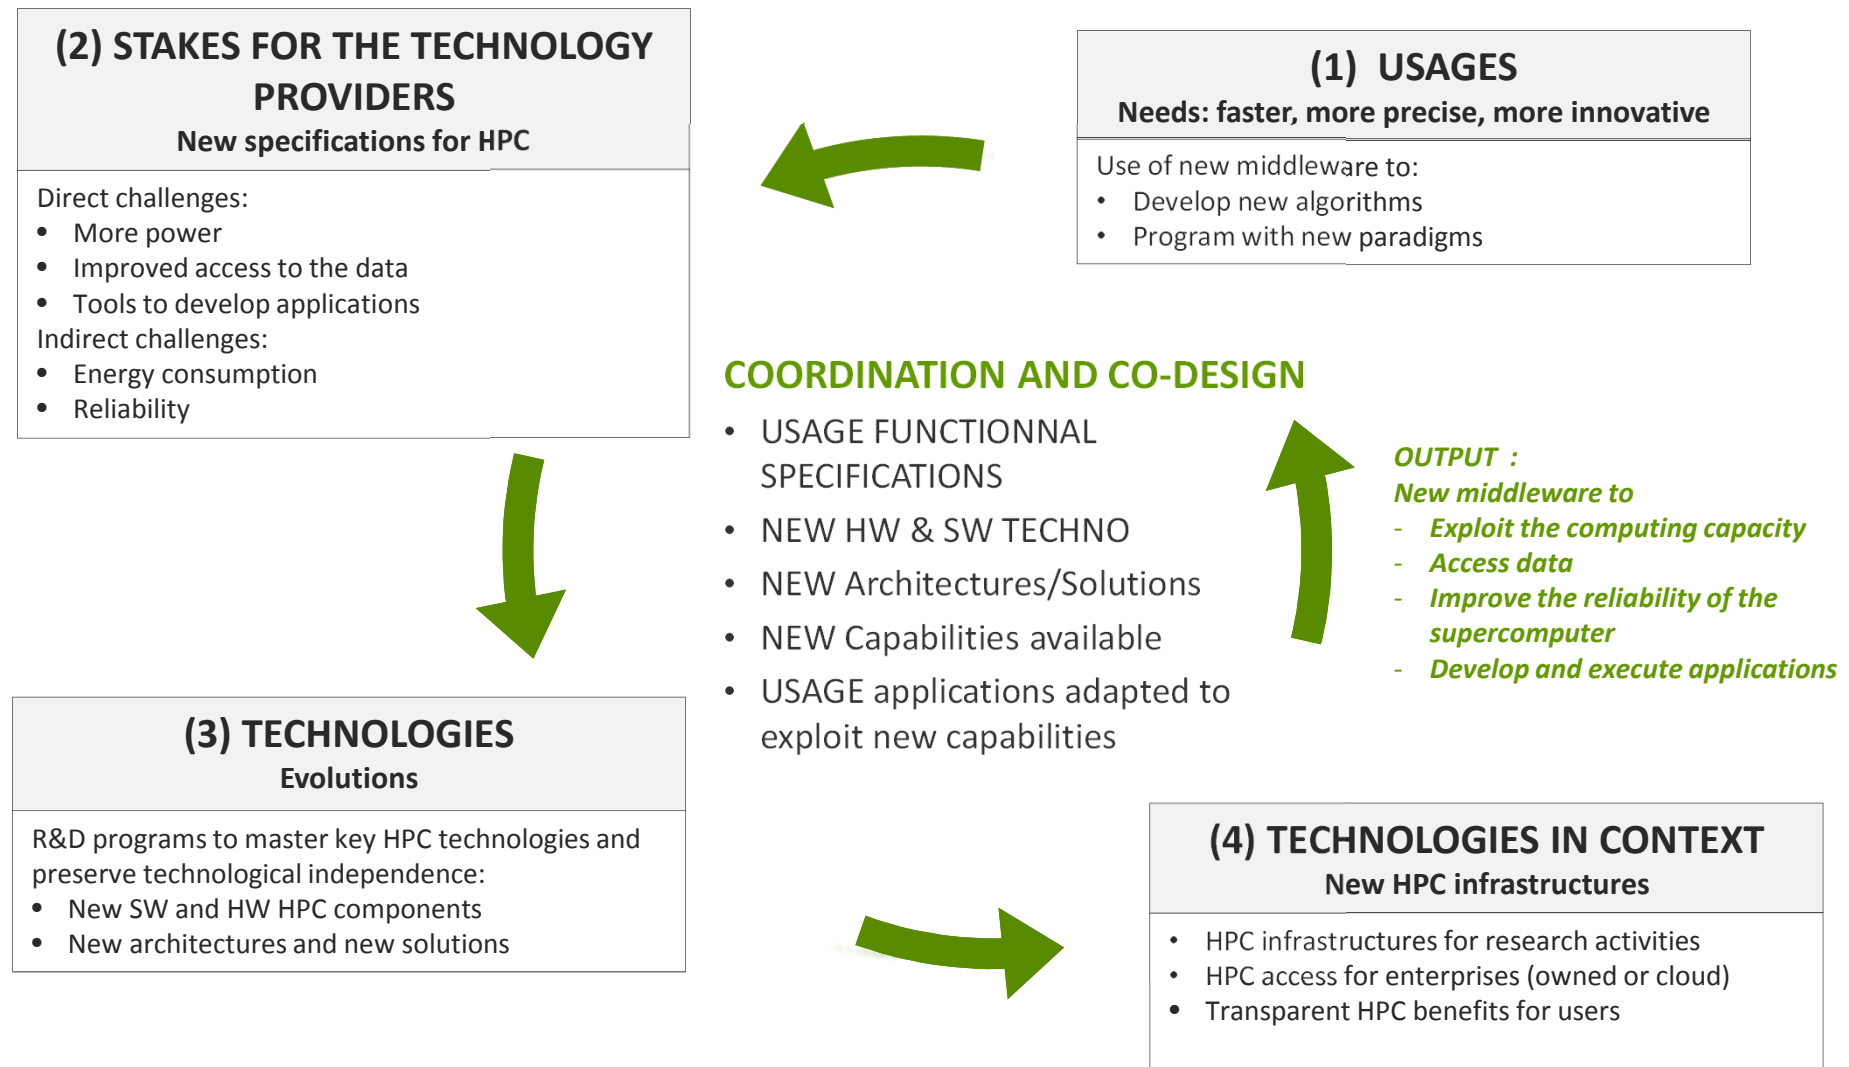 (2) STAKES FOR THE TECHNOLOGY
PROVIDERS
New specifications for HPC
Direct challenges:
• More power
• Improved access to the data
• Tools to develop applications
Indirect challenges:
• Energy consumption
• Reliability
(1) USAGES
Needs: faster, more precise, more innovative
Use of new middleware to:
• Develop new algorithms
• Program with new paradigms
COORDINATION AND CO-DESIGN
• USAGE FUNCTIONNAL
SPECIFICATIONS
• NEW HW & SW TECHNO
• NEW Architectures/Solutions
• NEW Capabilities available
• USAGE applications adapted to
exploit new capabilities
OUTPUT :
New middleware to
- Exploit the computing capacity
- Access data
- Improve the reliability of the
supercomputer
- Develop and execute applications
(3) TECHNOLOGIES
Evolutions
R&D programs to master key HPC technologies and
preserve technological independence:
• New SW and HW HPC components
• New architectures and new solutions
(4) TECHNOLOGIES IN CONTEXT
New HPC infrastructures
• HPC infrastructures for research activities
• HPC access for enterprises (owned or cloud)
• Transparent HPC benefits for users